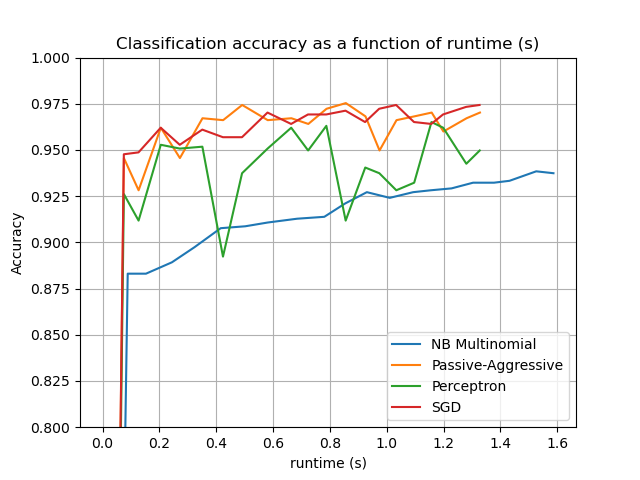 Classification accuracy as a function of runtime (s)
1.000
0.975
0.950
0.925
0.900
0.875
0.850
0.825
0.800
Accuracy
NB Multinomial
Passive-Aggressive
Perceptron
SGD
0.0 0.2 0.4 0.6 0.8 1.0 1.2 1.4 1.6
runtime (s)